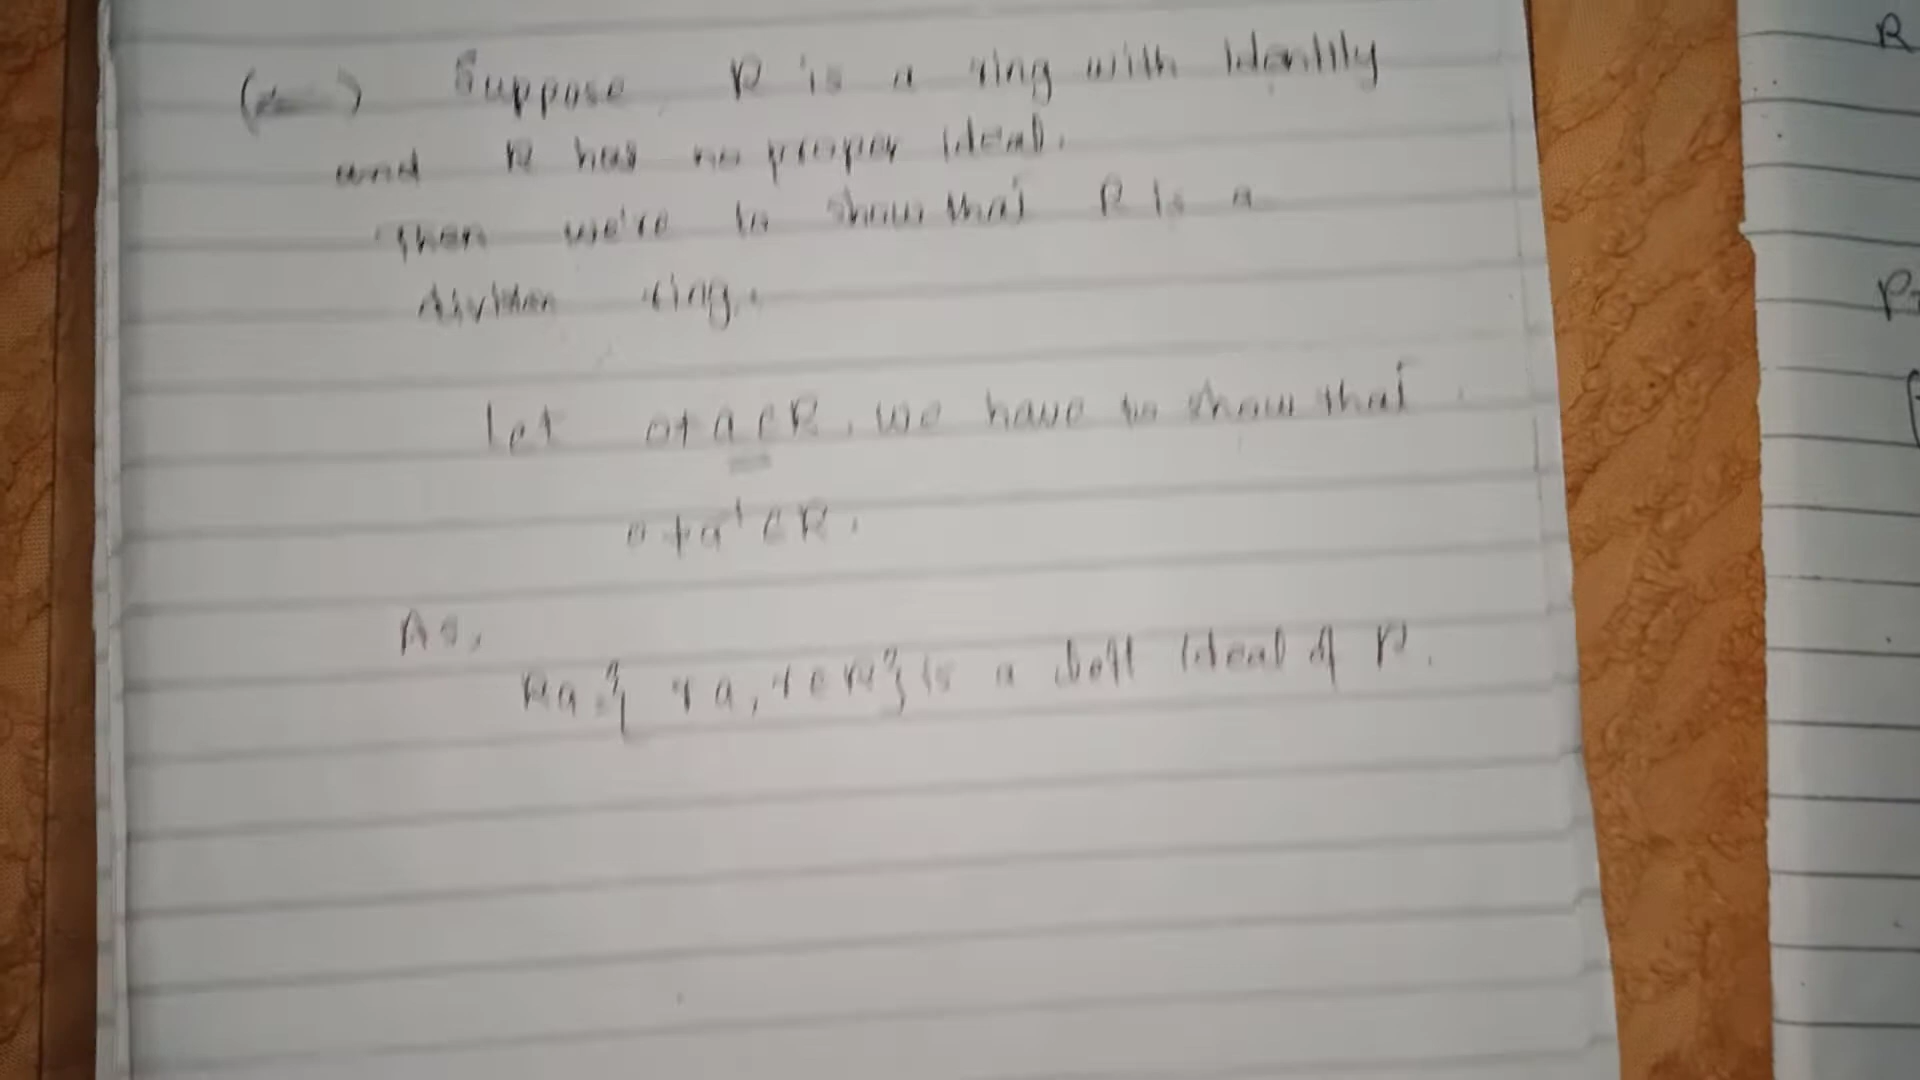 (⇐) Suppose R is a ring with Identity
and R has no proper ideal.
Then we're to show that R is a
division ring.
let 0≠a∈R. we have to show that
0≠a⁻¹∈R.
As,
Ra={ra, r∈R} is a left ideal of R.
R